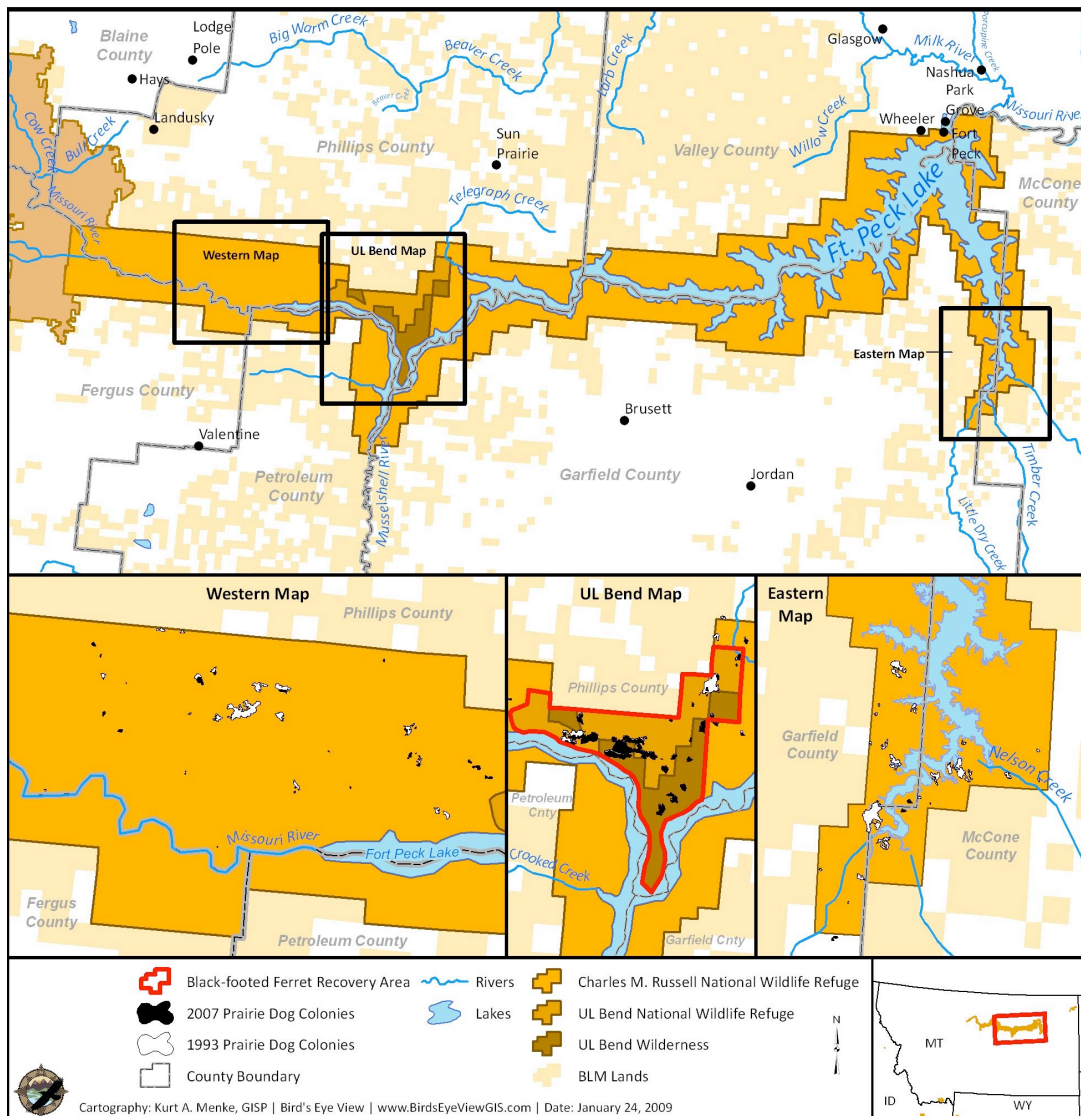 Blaine
County
Lodge
Pole
Big Warm Creek
Beaver Creek
Larb Creek
Glasgow
Milk River
Porcupine Creek
Hays
Nashua
Park
Grove
Missouri River
Cow Creek
Bull Creek
Landusky
Phillips County
Sun
Prairie
Valley County
Willow Creek
Wheeler
Fort
Peck
McCone
County
Missouri River
Telegraph Creek
Ft. Peck Lake
Western Map
UL Bend Map
Eastern Map
Fergus County
Valentine
Petroleum
County
Musselshell River
Brusett
Garfield County
Jordan
Little Dry Creek
Timber Creek
Western Map
Phillips County
Missouri River
Fort Peck Lake
Fergus
County
Petroleum County
UL Bend Map
Phillips County
Petroleum
Cnty
Crooked Creek
Garfield Cnty
Eastern
Map
Garfield
County
Nelson Creek
McCone
County
Black-footed Ferret Recovery Area
2007 Prairie Dog Colonies
1993 Prairie Dog Colonies
County Boundary
Rivers
Lakes
Charles M. Russell National Wildlife Refuge
UL Bend National Wildlife Refuge
UL Bend Wilderness
BLM Lands
N
MT
ID
WY
Cartography: Kurt A. Menke, GISP | Bird's Eye View | www.BirdsEyeViewGIS.com | Date: January 24, 2009